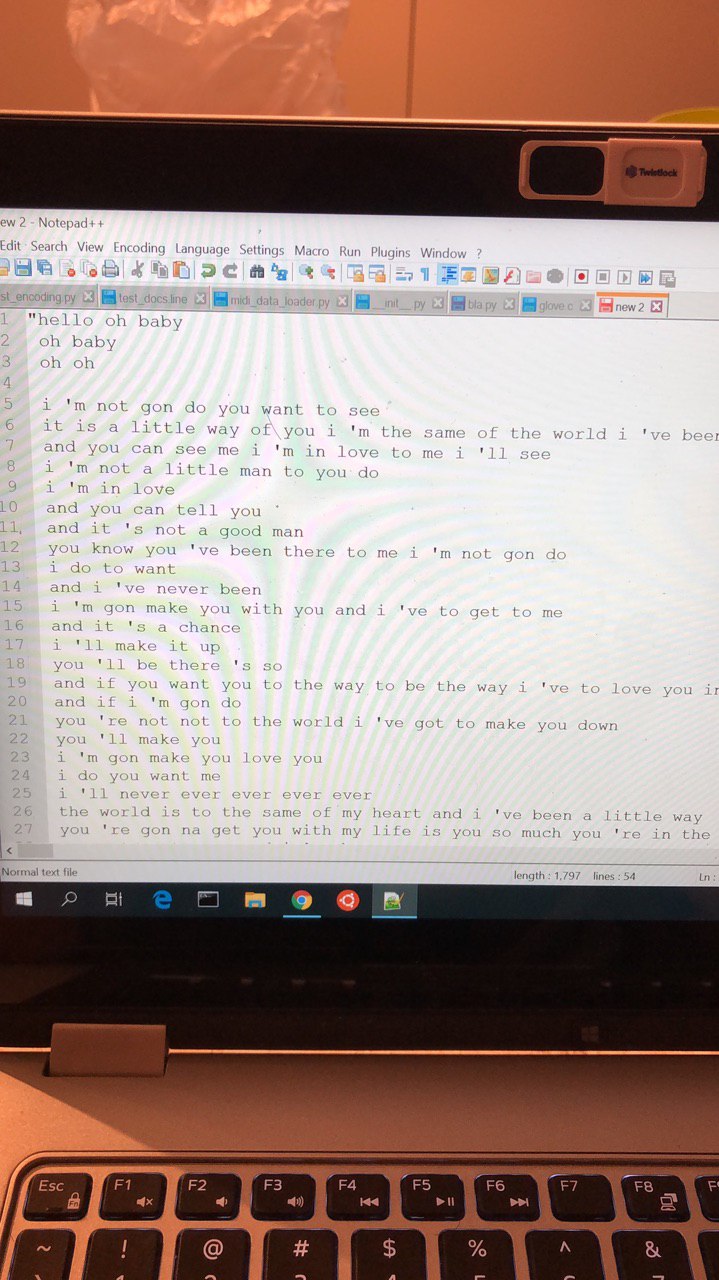 Twistlock
ew 2 - Notepad++
Edit Search View Encoding Language Settings Macro Run Plugins Window ?
st_encoding.py test_docs.line midi_data_loader.py __init__.py bla.py glove.c new 2
1 "hello oh baby
2 oh baby
3 oh oh
4
5 i 'm not gon do you want to see
6 it is a little way of you i 'm the same of the world i 've been
7 and you can see me i 'm in love to me i 'll see
8 i 'm not a little man to you do
9 i 'm in love
10 and you can tell you
11 and it 's not a good man
12 you know you 've been there to me i 'm not gon do
13 i do to want
14 and i 've never been
15 i 'm gon make you with you and i 've to get to me
16 and it 's a chance
17 i 'll make it up
18 you 'll be there 's so
19 and if you want you to the way to be the way i 've to love you
20 and if i 'm gon do
21 you 're not not to the world i 've got to make you down
22 you 'll make you
23 i 'm gon make you love you
24 i do you want me
25 i 'll never ever ever ever ever
26 the world is to the same of my heart and i 've been a little way
27 you 're gon na get you with my life is you so much you 're in the
Normal text file length : 1,797 lines : 54 Ln :
Esc F1 F2 F3 F4 F5 F6 F7 F8
Fn
~ ! @ # $ % ^ &